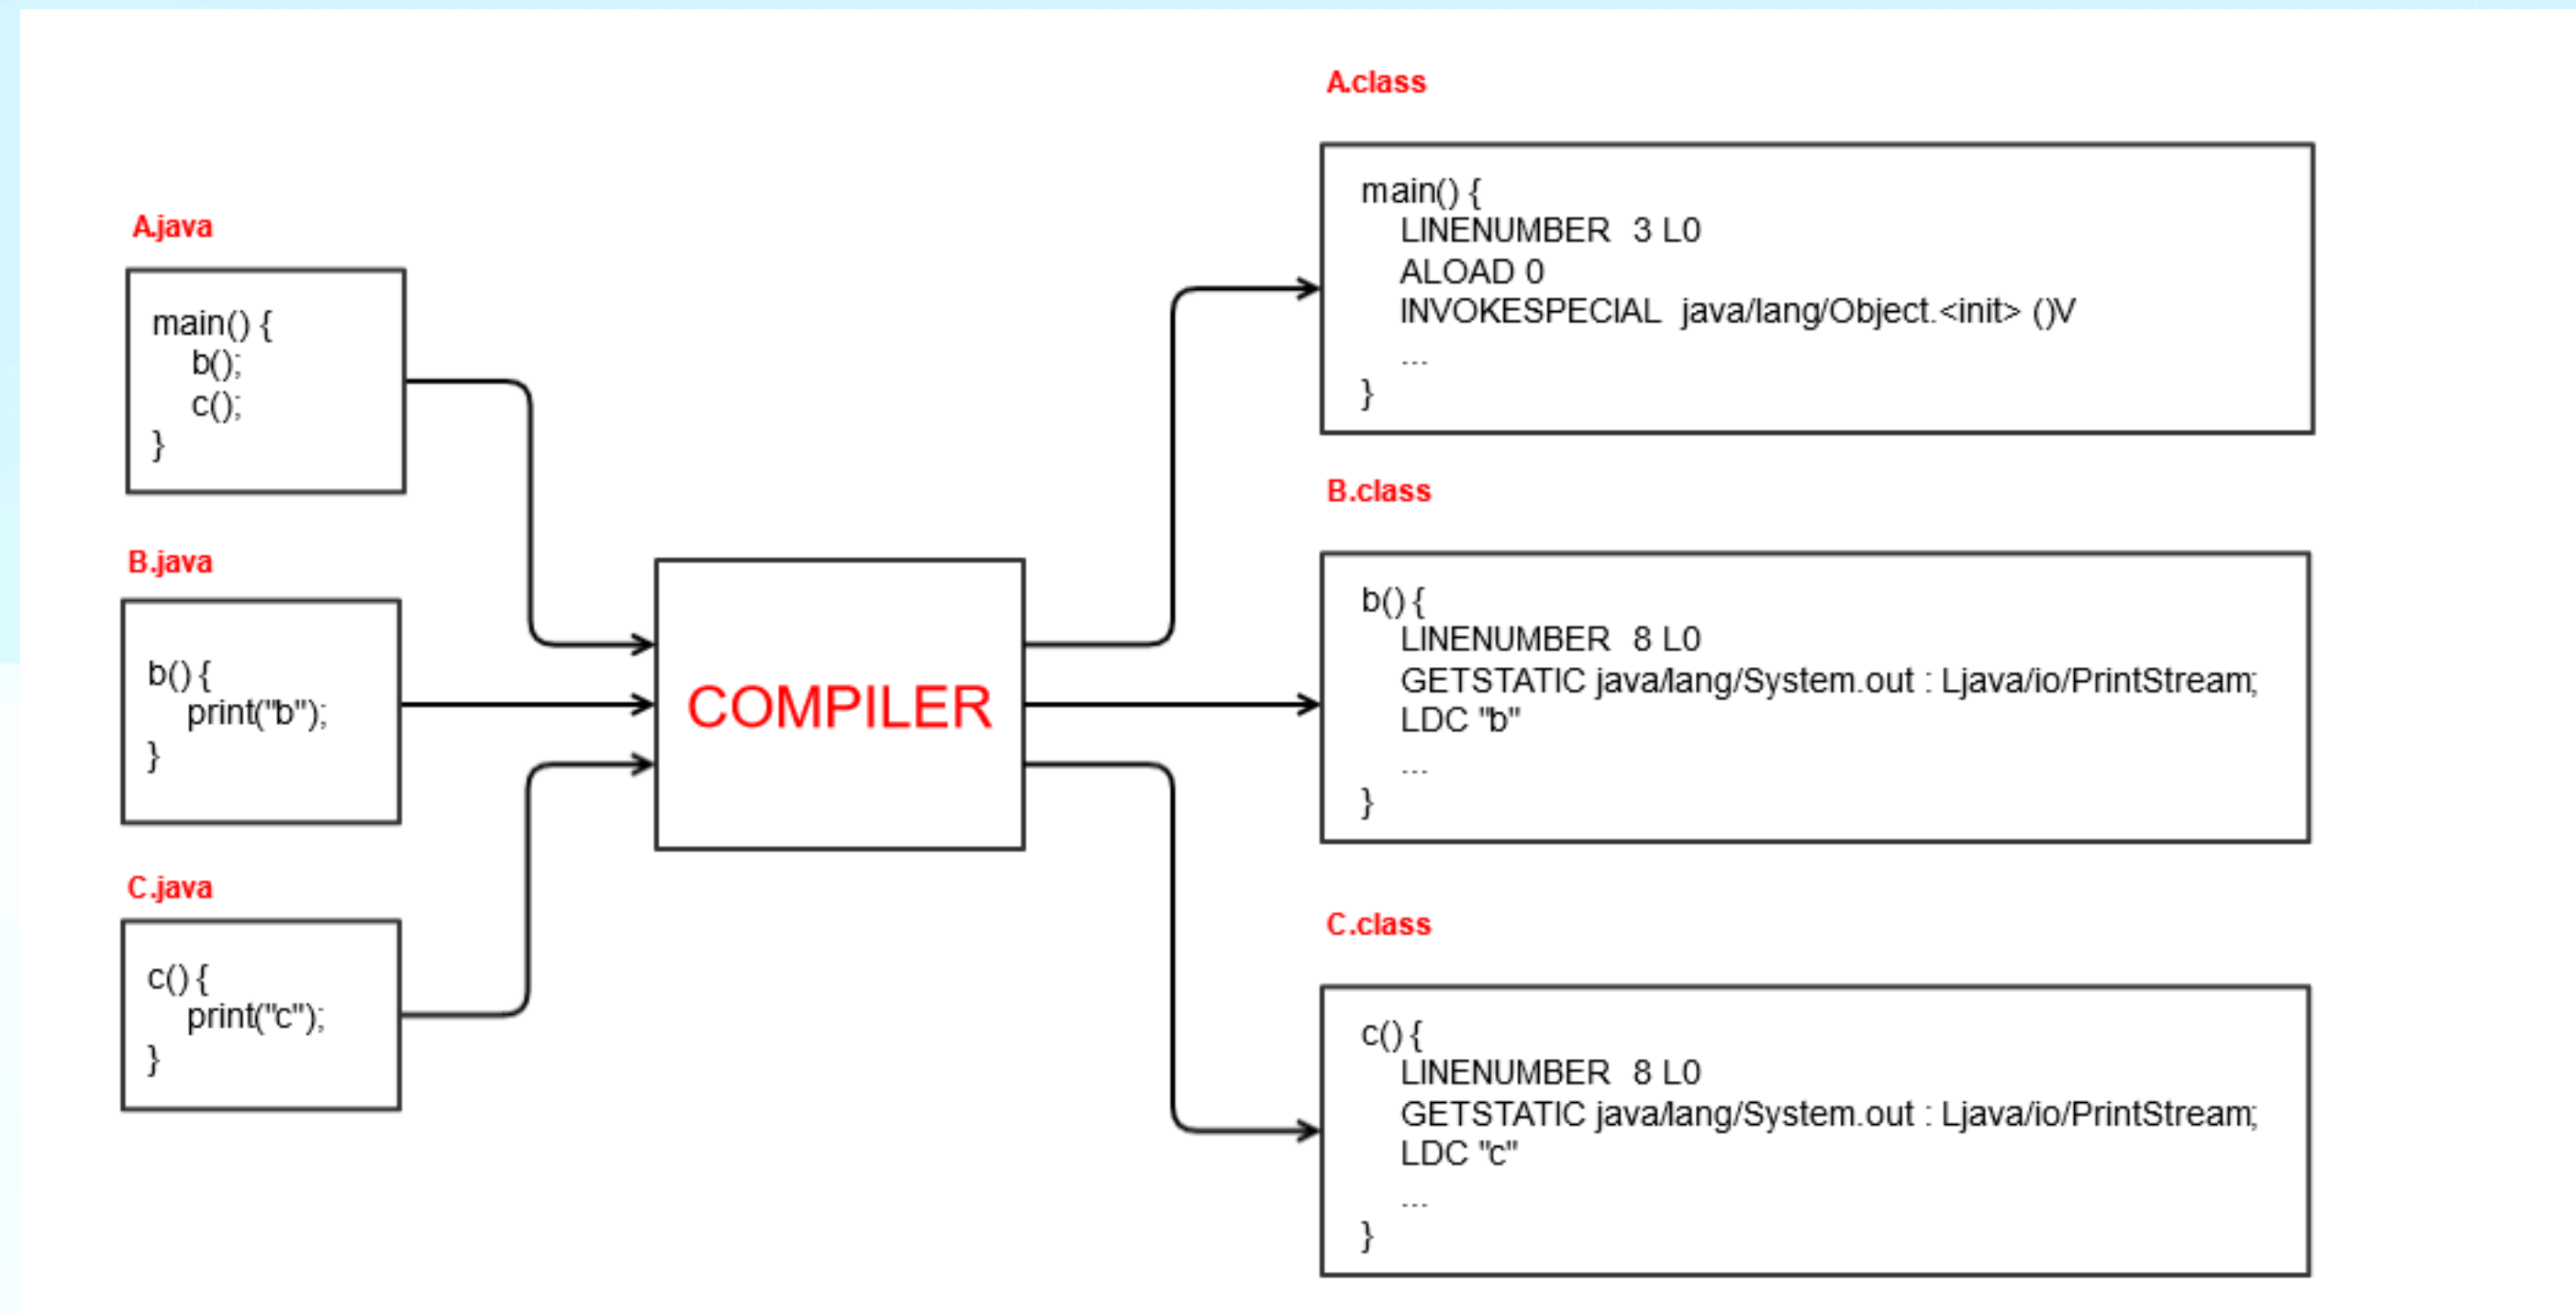 A.java
main() {
b();
c();
}
B.java
b() {
print("b");
}
C.java
c() {
print("c");
}
COMPILER
A.class
main() {
LINENUMBER 3 L0
ALOAD 0
INVOKESPECIAL java/lang/Object.<init> ()V
...
}
B.class
b() {
LINENUMBER 8 L0
GETSTATIC java/lang/System.out : Ljava/io/PrintStream;
LDC "b"
...
}
C.class
c() {
LINENUMBER 8 L0
GETSTATIC java/lang/System.out : Ljava/io/PrintStream;
LDC "c"
...
}